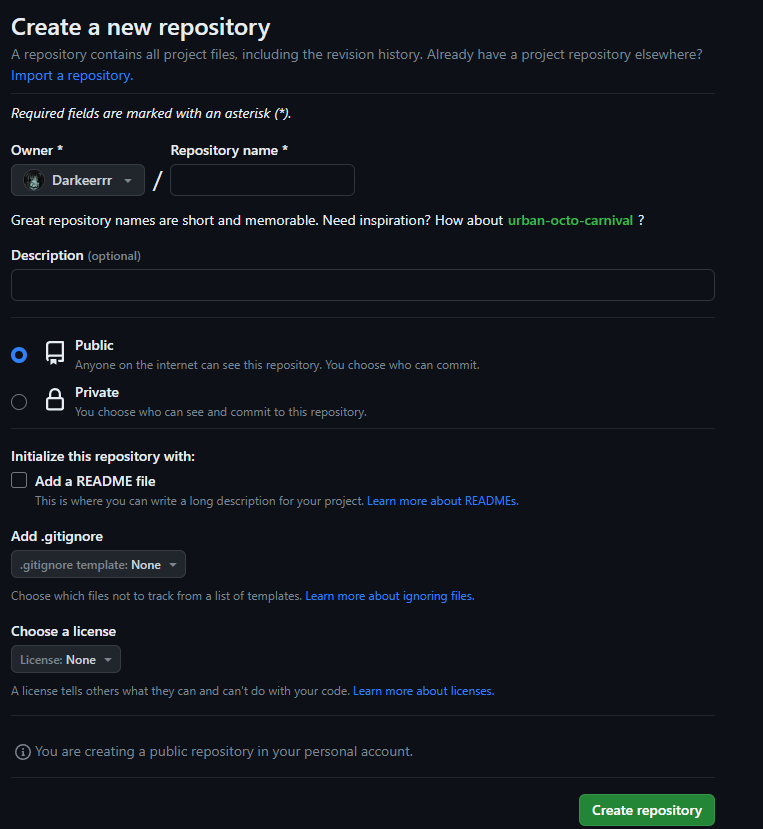 Create a new repository
A repository contains all project files, including the revision history. Already have a project repository elsewhere?
Import a repository.
Required fields are marked with an asterisk (*).
Owner * Repository name *
Darkeerrr /
Great repository names are short and memorable. Need inspiration? How about urban-octo-carnival ?
Description (optional)
Public
Anyone on the internet can see this repository. You choose who can commit.
Private
You choose who can see and commit to this repository.
Initialize this repository with:
Add a README file
This is where you can write a long description for your project. Learn more about READMEs.
Add .gitignore
.gitignore template: None
Choose which files not to track from a list of templates. Learn more about ignoring files.
Choose a license
License: None
A license tells others what they can and can't do with your code. Learn more about licenses.
You are creating a public repository in your personal account.
Create repository